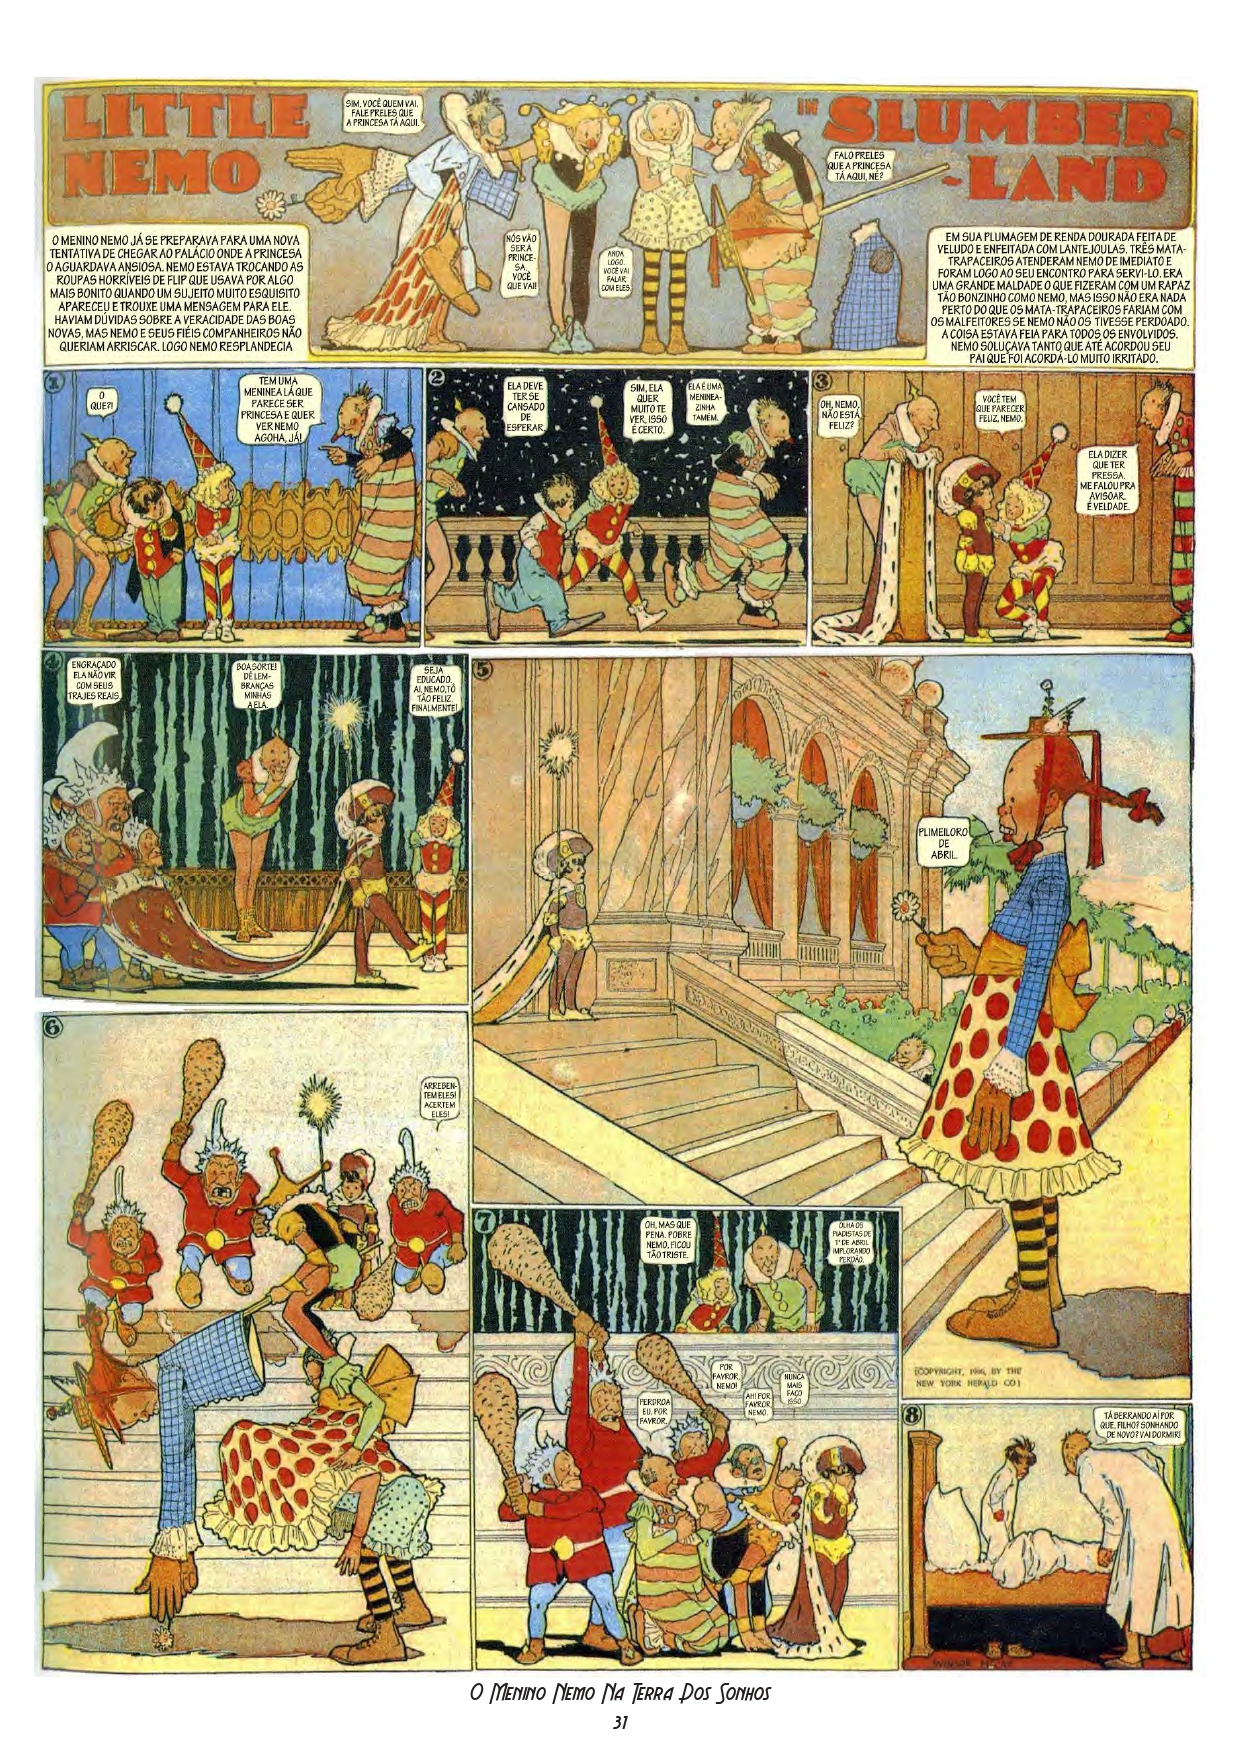 LITTLE
NEMO
IN
SLUMBER-
-LAND
SIM, VOCÊ QUEM VAI.
FALE PRELES QUE
A PRINCESA TÁ AQUI.
NÓS VÃO
SER A
PRINCE-
SA.
VOCÊ
QUE VAI!
ANDA
LOGO.
VOCÊ VAI
FALAR
COM ELES.
FALO PRELES
QUE A PRINCESA
TÁ AQUI, NÉ?
O MENINO NEMO JÁ SE PREPARAVA PARA UMA NOVA
TENTATIVA DE CHEGAR AO PALÁCIO ONDE A PRINCESA
O AGUARDAVA ANSIOSA. NEMO ESTAVA TROCANDO AS
ROUPAS HORRÍVEIS DE FLIP QUE USAVA POR ALGO
MAIS BONITO QUANDO UM SUJEITO MUITO ESQUISITO
APARECEU E TROUXE UMA MENSAGEM PARA ELE.
HAVIAM DÚVIDAS SOBRE A VERACIDADE DAS BOAS
NOVAS, MAS NEMO E SEUS FIÉIS COMPANHEIROS NÃO
QUERIAM ARRISCAR. LOGO NEMO RESPLANDECIA
EM SUA PLUMAGEM DE RENDA DOURADA FEITA DE
VELUDO E ENFEITADA COM LANTEJOULAS. TRÊS MATA-
TRAPACEIROS ATENDERAM NEMO DE IMEDIATO E
FORAM LOGO AO SEU ENCONTRO PARA SERVI-LO. ERA
UMA GRANDE MALDADE O QUE FIZERAM COM UM RAPAZ
TÃO BONZINHO COMO NEMO, MAS ISSO NÃO ERA NADA
PERTO DO QUE OS MATA-TRAPACEIROS FARIAM COM
OS MALFEITORES SE NEMO NÃO OS TIVESSE PERDOADO.
A COISA ESTAVA FEIA PARA TODOS OS ENVOLVIDOS.
NEMO SOLUÇAVA TANTO QUE ATÉ ACORDOU SEU
PAI QUE FOI ACORDÁ-LO MUITO IRRITADO.
1
O
QUE?!
TEM UMA
MENINEA LÁ QUE
PARECE SER
PRINCESA E QUER
VER NEMO
AGOHA, JÁ!
2
ELA DEVE
TER SE
CANSADO
DE
ESPERAR.
SIM, ELA
QUER
MUITO TE
VER, ISSO
É CERTO.
ELA É UMA
MENINEA-
ZINHA
TAMEM.
3
OH, NEMO,
NÃO ESTÁ
FELIZ?
VOCÊ TEM
QUE PARECER
FELIZ, NEMO.
ELA DIZER
QUE TER
PRESSA.
ME FALOU PRA
AVISOAR.
É VELDADE.
4
ENGRAÇADO
ELA NÃO VIR
COM SEUS
TRAJES REAIS.
BOA SORTE!
DÊ LEM-
BRANÇAS
MINHAS
A ELA.
SEJA
EDUCADO.
AI, NEMO, TÔ
TÃO FELIZ.
FINALMENTE!
5
PLIMEILORO
DE
ABRIL.
(COPYRIGHT, 1906, BY THE
NEW YORK HERALD CO)
6
ARREBEN-
TEM ELES!
ACERTEM
ELES!
7
OH, MAS QUE
PENA. POBRE
NEMO, FICOU
TÃO TRISTE.
OLHA OS
PIADISTAS DE
1º DE ABRIL
IMPLORANDO
PERDÃO.
PERDROA
EU, POR
FAVROR.
POR
FAVROR,
NEMO!
AH! POR
FAVROR,
NEMO.
NUNCA
MAIS
FAÇO
ISSO.
8
TÁ BERRANDO AÍ POR
QUE, FILHO? SONHANDO
DE NOVO? VAI DORMIR!
WINSOR McCAY
O MENINO NEMO NA TERRA DOS SONHOS
31